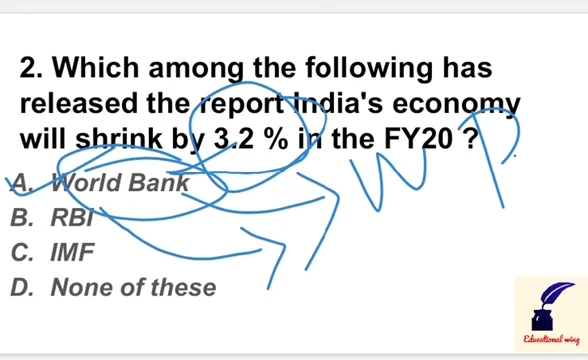 2. Which among the following has
released the report India's economy
will shrink by 3.2 % in the FY20 ?
A. World Bank
B. RBI
C. IMF
D. None of these
W P
Educational wing